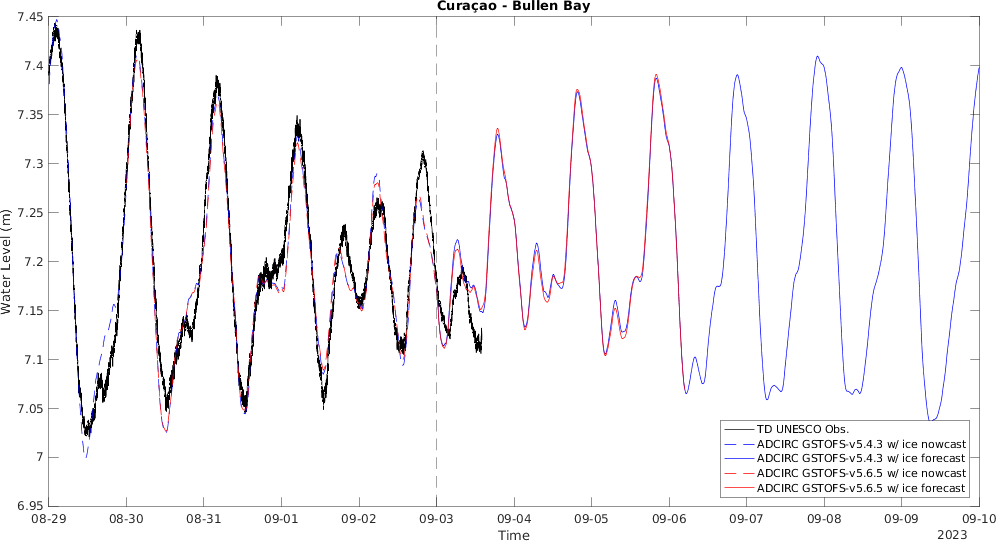 Curaçao - Bullen Bay
Water Level (m)
7.45
7.4
7.35
7.3
7.25
7.2
7.15
7.1
7.05
7
6.95
08-29 08-30 08-31 09-01 09-02 09-03 09-04 09-05 09-06 09-07 09-08 09-09 09-10
Time
2023
TD UNESCO Obs.
ADCIRC GSTOFS-v5.4.3 w/ ice nowcast
ADCIRC GSTOFS-v5.4.3 w/ ice forecast
ADCIRC GSTOFS-v5.6.5 w/ ice nowcast
ADCIRC GSTOFS-v5.6.5 w/ ice forecast